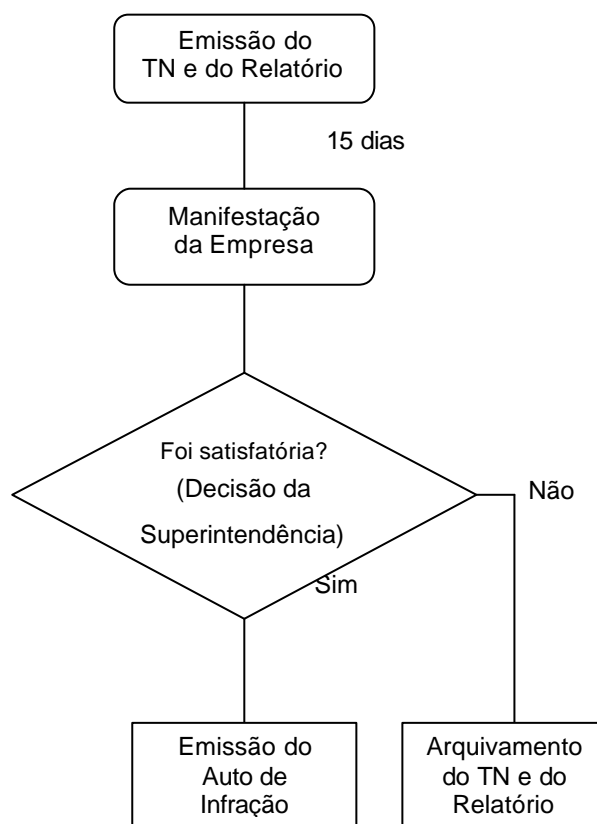 Emissão do
TN e do Relatório
15 dias
Manifestação
da Empresa
Foi satisfatória?
(Decisão da
Superintendência)
Não
Sim
Emissão do
Auto de
Infração
Arquivamento
do TN e do
Relatório